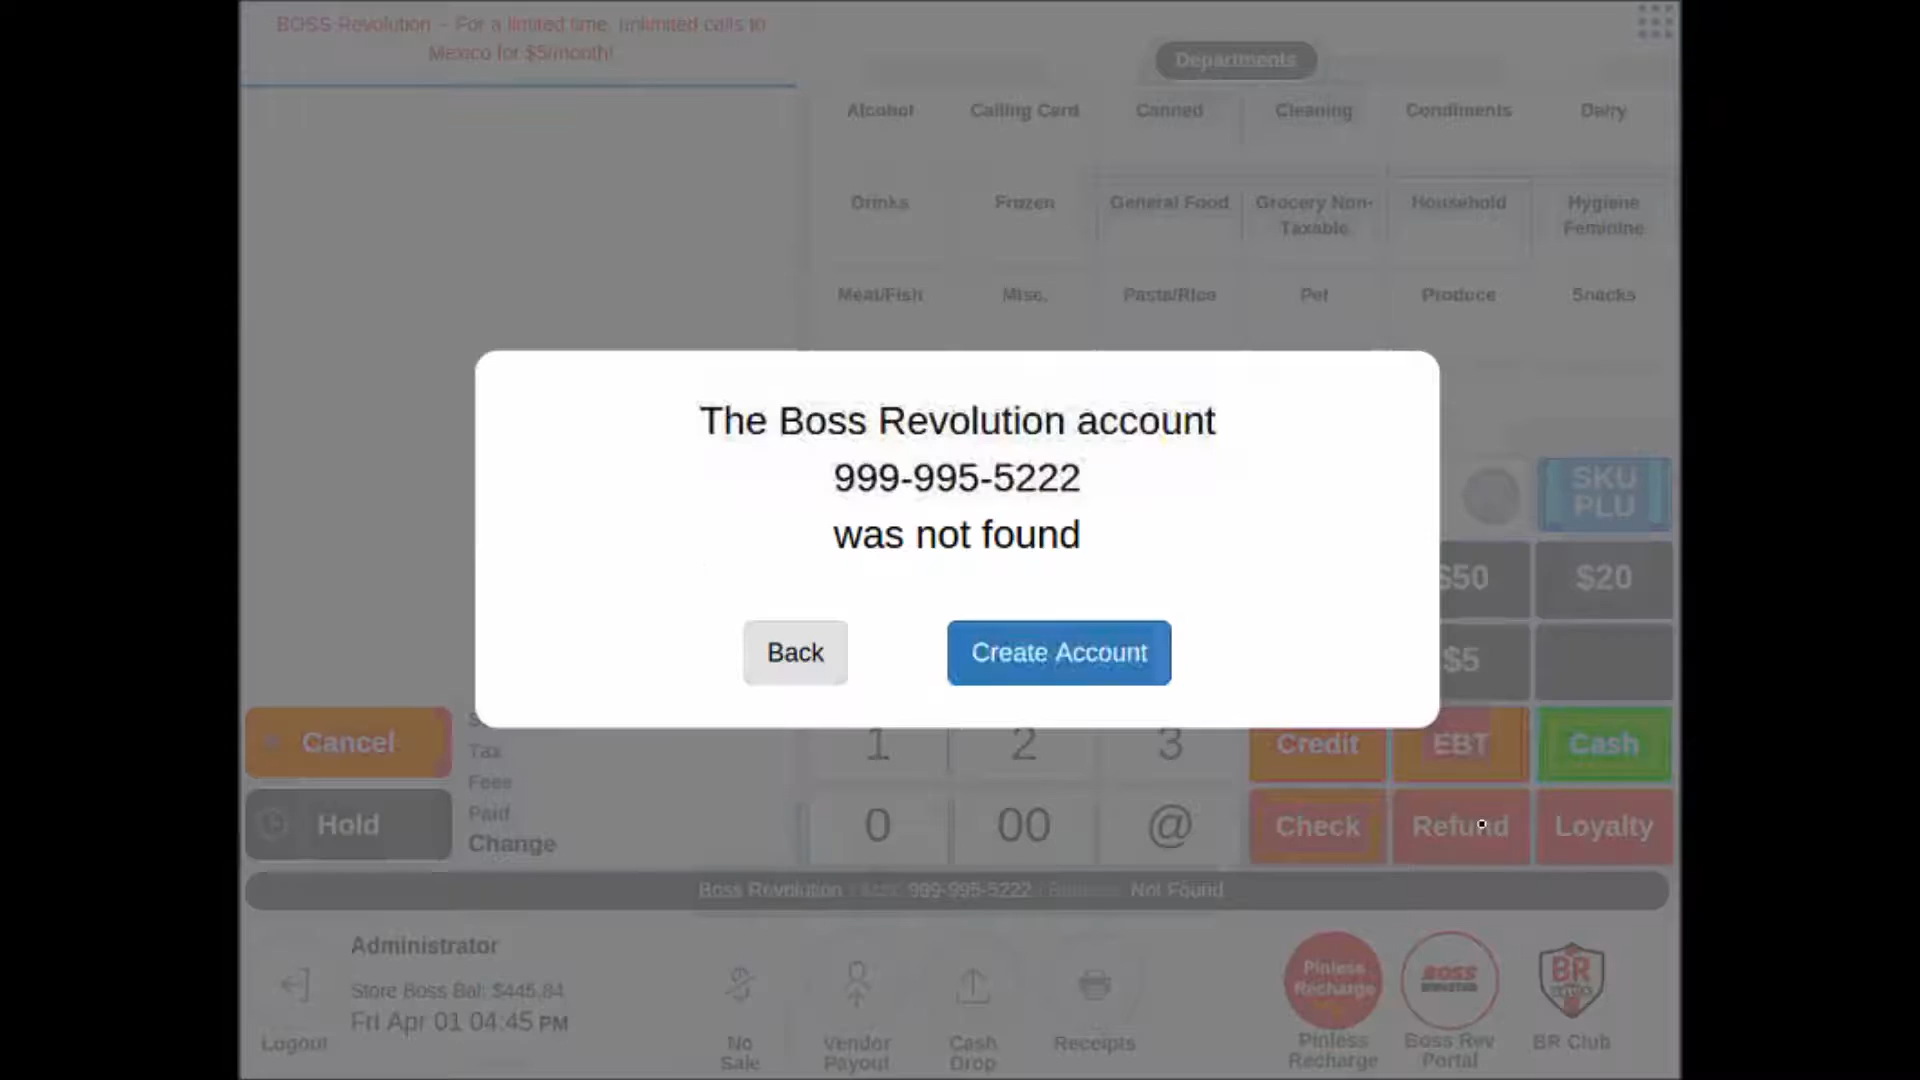 BOSS Revolution - For a limited time, unlimited calls to
Mexico for $5/month!
Departments
Alcohol
Calling Card
Canned
Cleaning
Condiments
Dairy
Drinks
Frozen
General Food
Grocery Non-
Taxable
Household
Hygiene
Feminine
Meat/Fish
Misc.
Pasta/Rice
Pet
Produce
Snacks
The Boss Revolution account
999-995-5222
was not found
Back
Create Account
SKU
PLU
$50
$20
$5
Cancel
Hold
Tax
Fees
Paid
Change
1
2
3
Credit
EBT
Cash
0
00
@
Check
Refund
Loyalty
Boss Revolution 999-995-5222 Not Found
Administrator
Store Boss Bal: $445.84
Fri Apr 01 04:45 PM
Logout
No
Sale
Vendor
Payout
Cash
Drop
Receipts
Pinless
Recharge
Pinless
Recharge
BOSS
REVOLUTION
Boss Rev
Portal
BR
BR Club